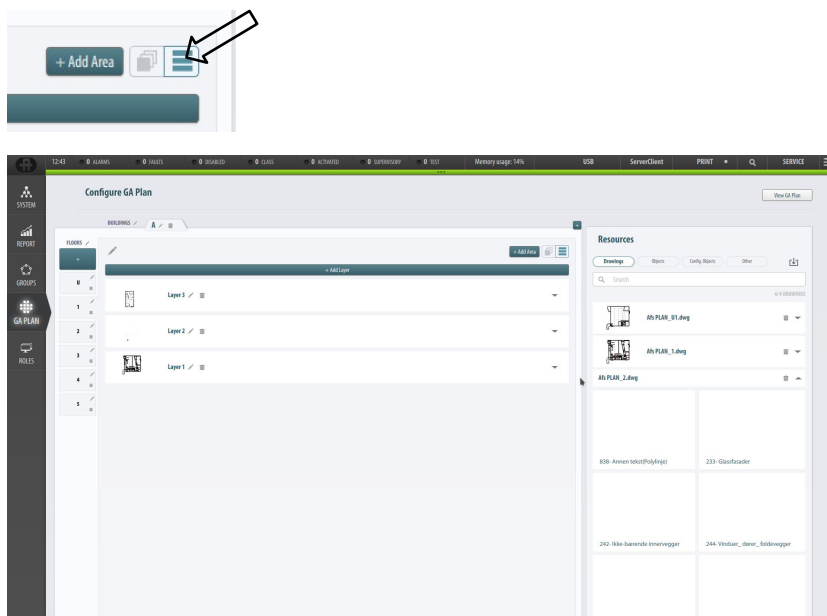 + Add Area
12:43 0 ALARMS 0 FAULTS 0 DISABLED 0 CLASS 0 ACTIVATED 0 SUPERVISORY 0 TEST Memory usage: 14% USB ServerClient PRINT SERVICE
SYSTEM
REPORT
GROUPS
GA PLAN
ROLES
Configure GA Plan
View GA Plan
BUILDINGS A
FLOORS
+
U
1
2
3
4
5
+ Add Area
+ Add Layer
Layer 3
Layer 2
Layer 1
Resources
Drawings Objects Config. Objects Other
Search
Afs PLAN_U1.dwg
Afs PLAN_1.dwg
Afs PLAN_2.dwg
838- Annen tekst(Polylinje) 233- Glassfasader
242- Ikke-bærende innervegger 244- Vinduer_ dører_ foldevegger